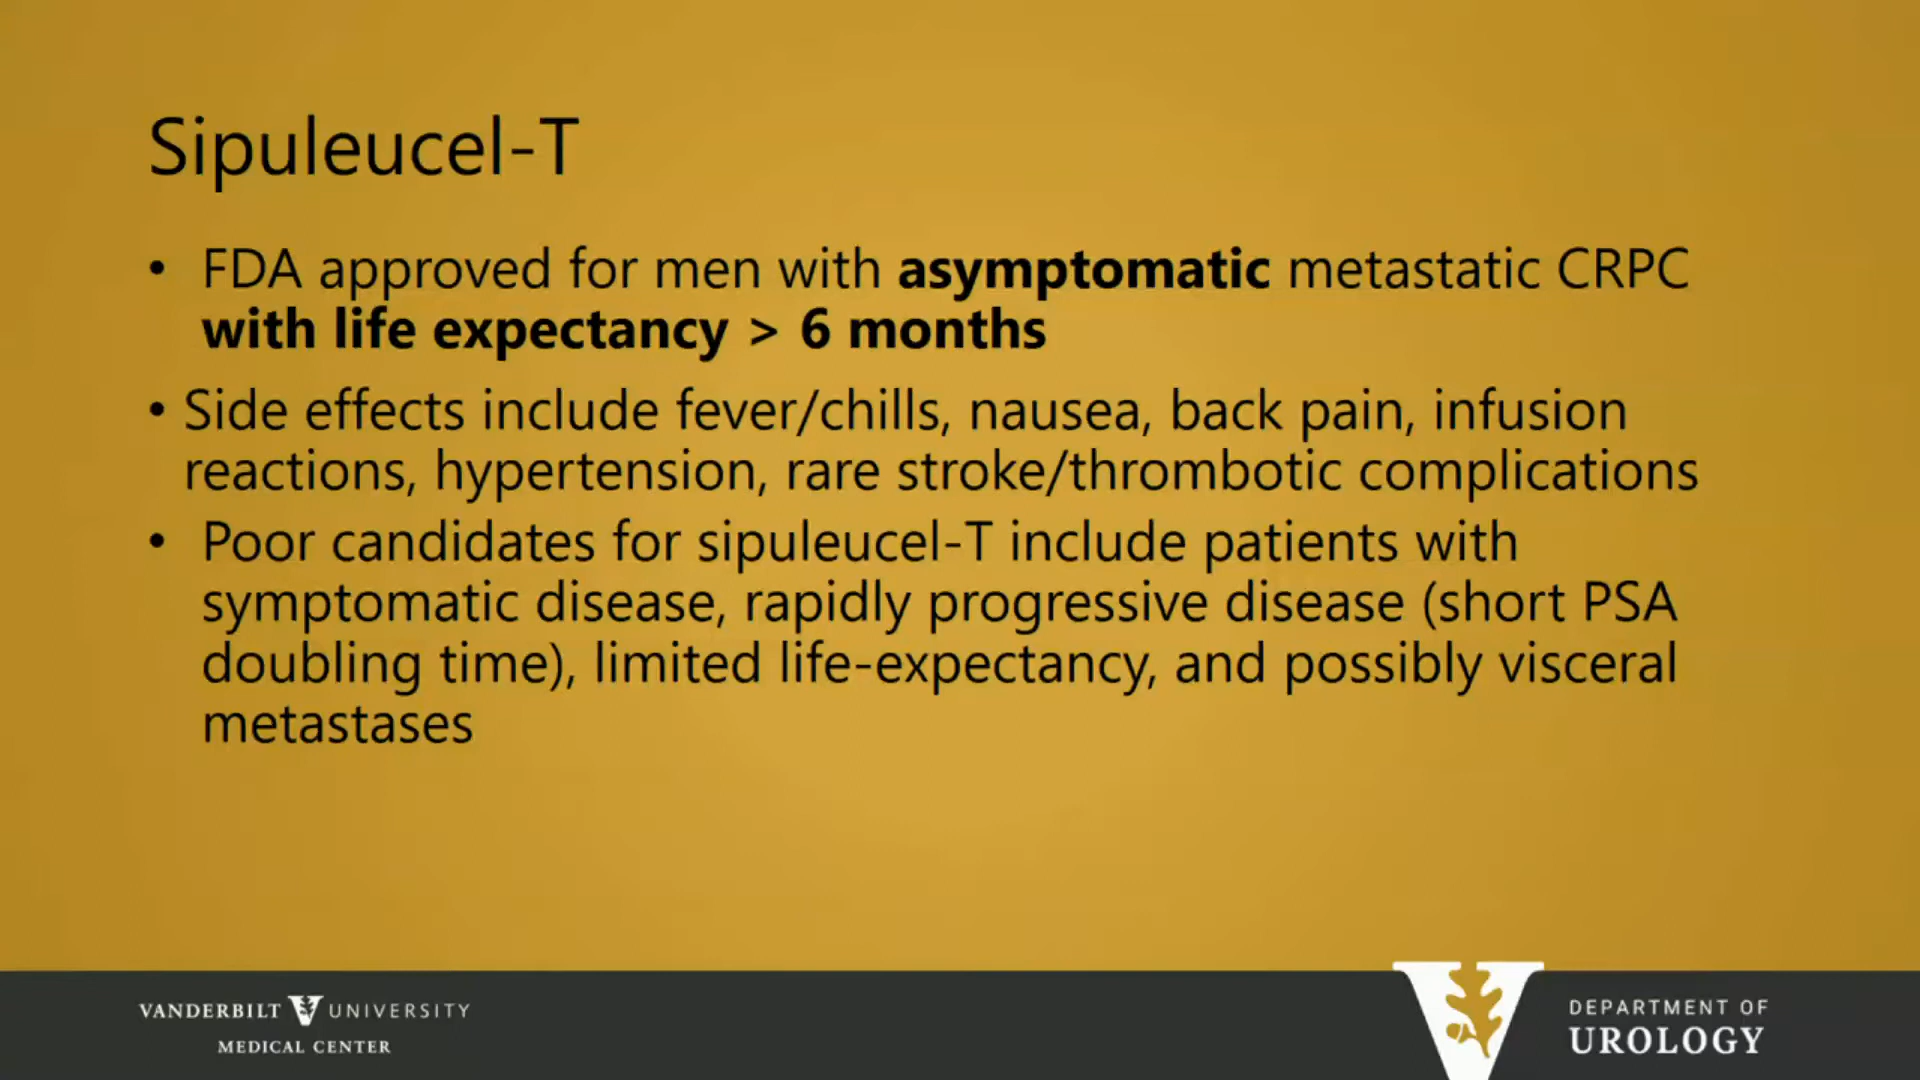 Sipuleucel-T
• FDA approved for men with asymptomatic metastatic CRPC
with life expectancy > 6 months
• Side effects include fever/chills, nausea, back pain, infusion
reactions, hypertension, rare stroke/thrombotic complications
• Poor candidates for sipuleucel-T include patients with
symptomatic disease, rapidly progressive disease (short PSA
doubling time), limited life-expectancy, and possibly visceral
metastases
VANDERBILT V UNIVERSITY
MEDICAL CENTER
DEPARTMENT OF
UROLOGY